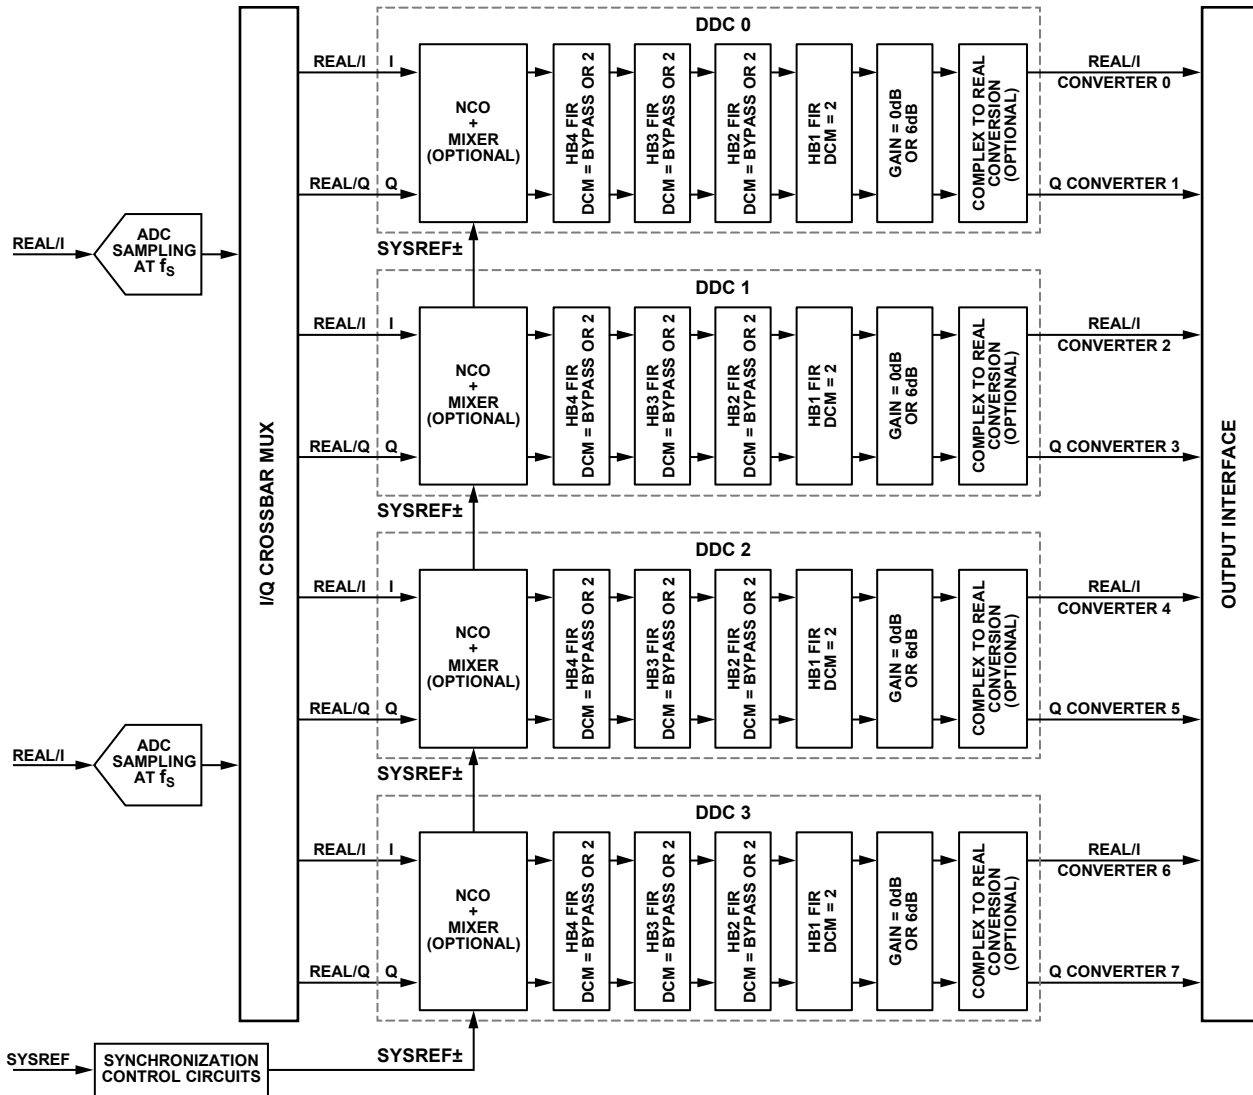 DDC 0
REAL/I I
REAL/Q Q
NCO
+
MIXER
(OPTIONAL)
HB4 FIR
DCM = BYPASS OR 2
HB3 FIR
DCM = BYPASS OR 2
HB2 FIR
DCM = BYPASS OR 2
HB1 FIR
DCM = 2
GAIN = 0dB
OR 6dB
COMPLEX TO REAL
CONVERSION
(OPTIONAL)
REAL/I
CONVERTER 0
Q CONVERTER 1
SYSREF±
REAL/I
ADC
SAMPLING
AT fS
I/Q CROSSBAR MUX
DDC 1
REAL/I I
REAL/Q Q
NCO
+
MIXER
(OPTIONAL)
HB4 FIR
DCM = BYPASS OR 2
HB3 FIR
DCM = BYPASS OR 2
HB2 FIR
DCM = BYPASS OR 2
HB1 FIR
DCM = 2
GAIN = 0dB
OR 6dB
COMPLEX TO REAL
CONVERSION
(OPTIONAL)
REAL/I
CONVERTER 2
Q CONVERTER 3
SYSREF±
OUTPUT INTERFACE
DDC 2
REAL/I I
REAL/Q Q
NCO
+
MIXER
(OPTIONAL)
HB4 FIR
DCM = BYPASS OR 2
HB3 FIR
DCM = BYPASS OR 2
HB2 FIR
DCM = BYPASS OR 2
HB1 FIR
DCM = 2
GAIN = 0dB
OR 6dB
COMPLEX TO REAL
CONVERSION
(OPTIONAL)
REAL/I
CONVERTER 4
Q CONVERTER 5
SYSREF±
REAL/I
ADC
SAMPLING
AT fS
DDC 3
REAL/I I
REAL/Q Q
NCO
+
MIXER
(OPTIONAL)
HB4 FIR
DCM = BYPASS OR 2
HB3 FIR
DCM = BYPASS OR 2
HB2 FIR
DCM = BYPASS OR 2
HB1 FIR
DCM = 2
GAIN = 0dB
OR 6dB
COMPLEX TO REAL
CONVERSION
(OPTIONAL)
REAL/I
CONVERTER 6
Q CONVERTER 7
SYSREF±
SYSREF
SYNCHRONIZATION
CONTROL CIRCUITS